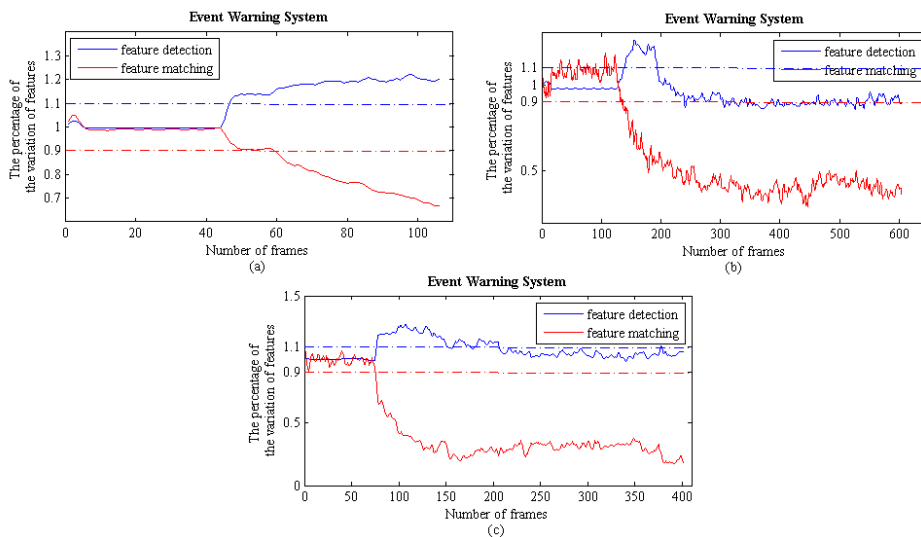 Event Warning System
feature detection
feature matching
1.3
1.2
1.1
1
0.9
0.8
0.7
The percentage of
the variation of features
0 20 40 60 80 100
Number of frames
(a)
Event Warning System
feature detection
feature matching
1.1
1
0.9
0.5
The percentage of
the variation of features
0 100 200 300 400 500 600
Number of frames
(b)
Event Warning System
feature detection
feature matching
1.5
1.1
0.9
0.5
0
The percentage of
the variation of features
0 50 100 150 200 250 300 350 400
Number of frames
(c)